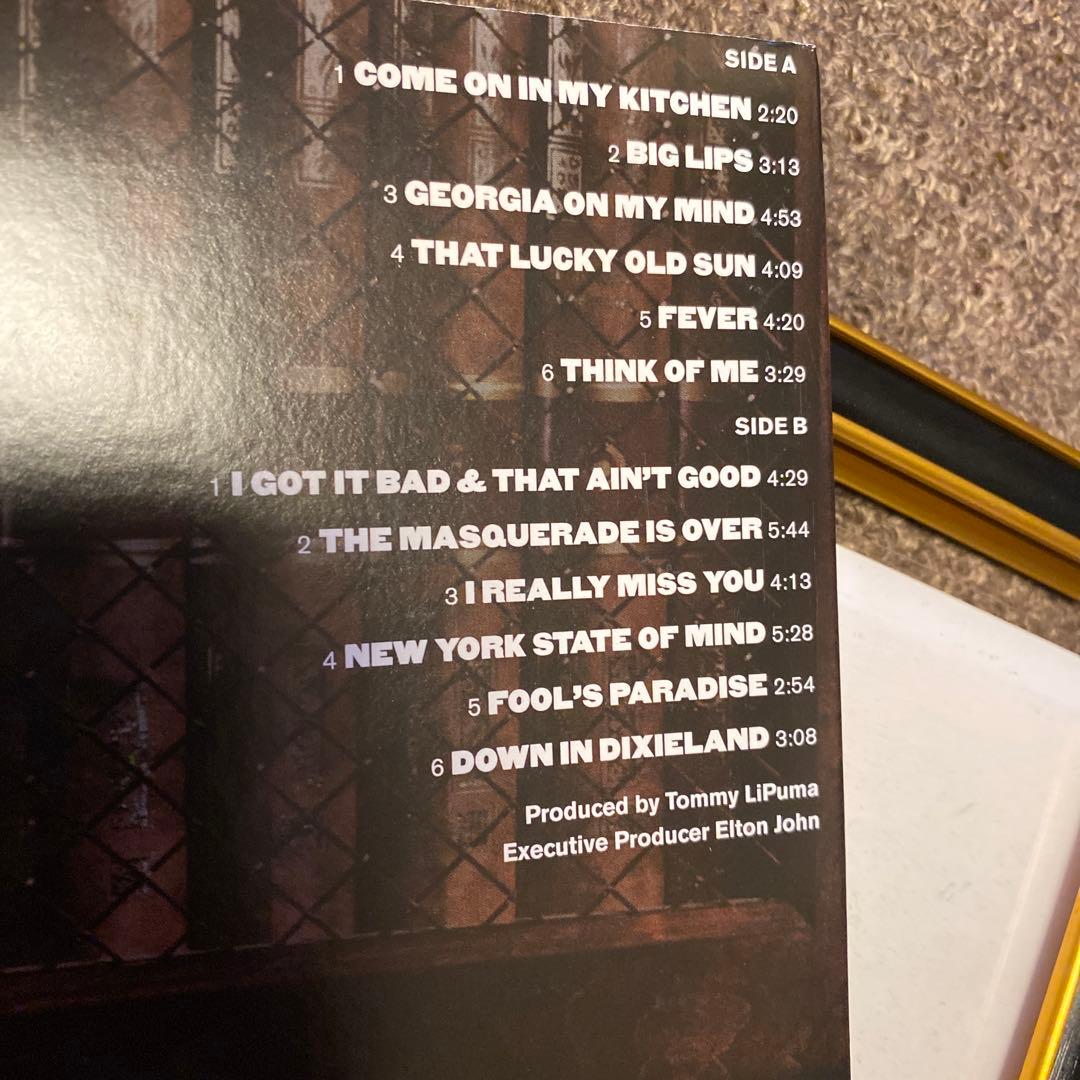 SIDE A
1 COME ON IN MY KITCHEN 2:20
2 BIG LIPS 3:13
3 GEORGIA ON MY MIND 4:53
4 THAT LUCKY OLD SUN 4:09
5 FEVER 4:20
6 THINK OF ME 3:29
SIDE B
1 I GOT IT BAD & THAT AIN'T GOOD 4:29
2 THE MASQUERADE IS OVER 5:44
3 I REALLY MISS YOU 4:13
4 NEW YORK STATE OF MIND 5:28
5 FOOL'S PARADISE 2:54
6 DOWN IN DIXIELAND 3:08
Produced by Tommy LiPuma
Executive Producer Elton John